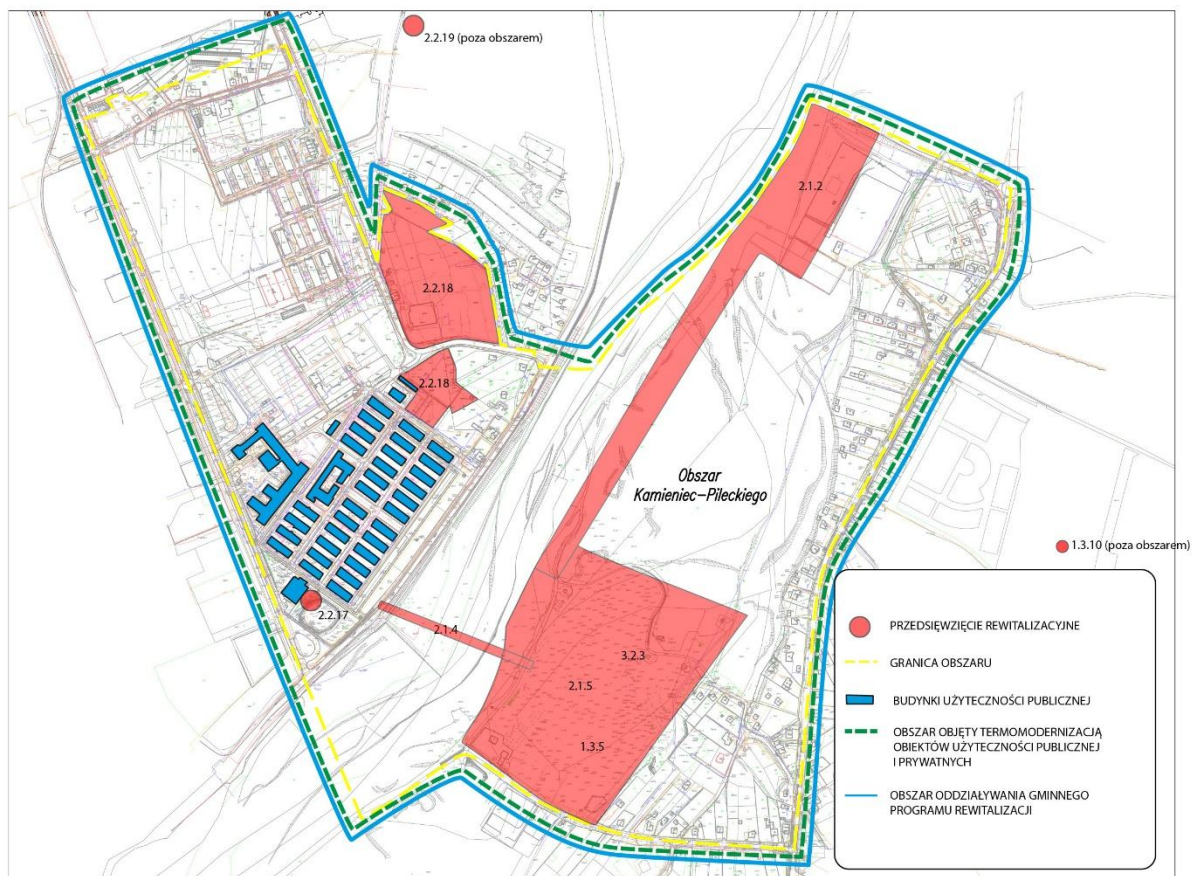 2.2.19 (poza obszarem)
2.1.2
2.2.18
2.2.18
Obszar
Kamieniec-Pileckiego
1.3.10 (poza obszarem)
2.2.17
2.1.4
3.2.3
2.1.5
1.3.5
PRZEDSIĘWZIĘCIE REWITALIZACYJNE
GRANICA OBSZARU
BUDYNKI UŻYTECZNOŚCI PUBLICZNEJ
OBSZAR OBJĘTY TERMOMODERNIZACJĄ
OBIEKTÓW UŻYTECZNOŚCI PUBLICZNEJ
I PRYWATNYCH
OBSZAR ODDZIAŁYWANIA GMINNEGO
PROGRAMU REWITALIZACJI